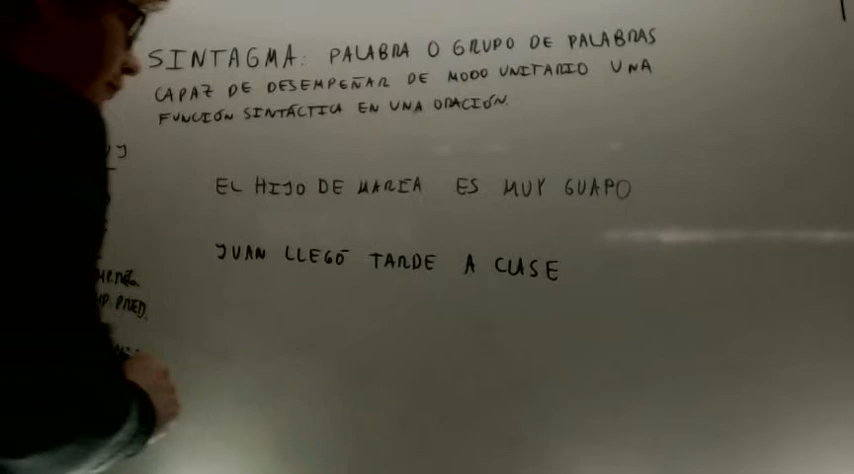 SINTAGMA: PALABRA O GRUPO DE PALABRAS
CAPAZ DE DESEMPEÑAR DE MODO UNITARIO UNA
FUNCIÓN SINTÁCTICA EN UNA ORACIÓN.
EL HIJO DE MARÍA ES MUY GUAPO
JUAN LLEGÓ TARDE A CLASE
PRED.